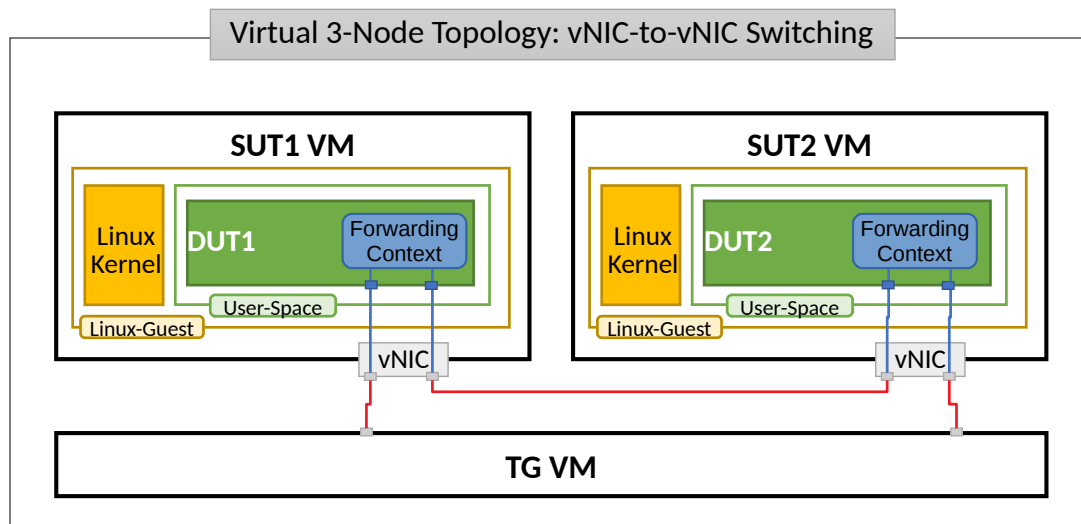 Virtual 3-Node Topology: vNIC-to-vNIC Switching
SUT1 VM
Linux
Kernel
DUT1
Forwarding
Context
User-Space
Linux-Guest
vNIC
SUT2 VM
Linux
Kernel
DUT2
Forwarding
Context
User-Space
Linux-Guest
vNIC
TG VM